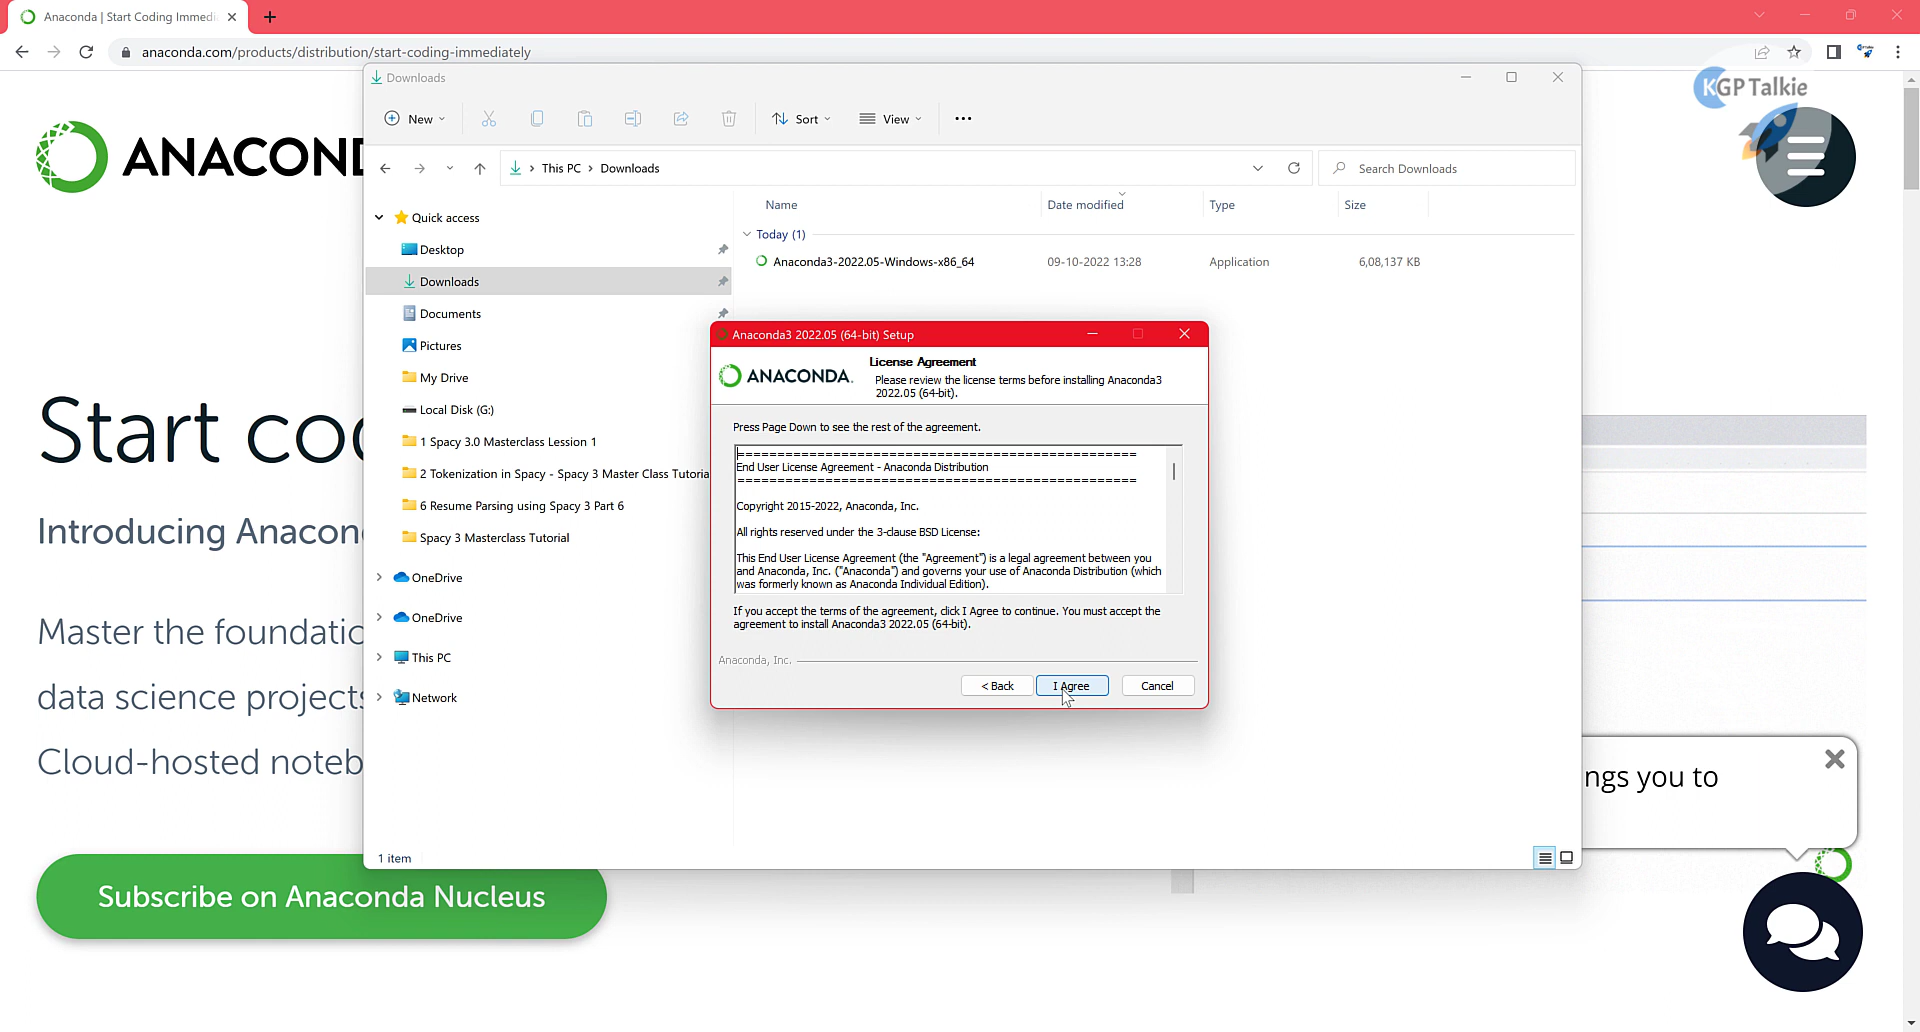 Anaconda | Start Coding Immedi
anaconda.com/products/distribution/start-coding-immediately
KGP Talkie
ANACOND
Start co
Introducing Anacon
Master the foundatio
data science projects
Cloud-hosted noteb
Subscribe on Anaconda Nucleus
ngs you to
Downloads
New
Sort
View
This PC > Downloads
Search Downloads
Quick access
Desktop
Downloads
Documents
Pictures
My Drive
Local Disk (G:)
1 Spacy 3.0 Masterclass Lession 1
2 Tokenization in Spacy - Spacy 3 Master Class Tutoria
6 Resume Parsing using Spacy 3 Part 6
Spacy 3 Masterclass Tutorial
OneDrive
OneDrive
This PC
Network
Name Date modified Type Size
Today (1)
Anaconda3-2022.05-Windows-x86_64 09-10-2022 13:28 Application 6,08,137 KB
1 item
Anaconda3 2022.05 (64-bit) Setup
ANACONDA.
License Agreement
Please review the license terms before installing Anaconda3
2022.05 (64-bit).
Press Page Down to see the rest of the agreement.
==================================================
End User License Agreement - Anaconda Distribution
==================================================
Copyright 2015-2022, Anaconda, Inc.
All rights reserved under the 3-clause BSD License:
This End User License Agreement (the "Agreement") is a legal agreement between you
and Anaconda, Inc. ("Anaconda") and governs your use of Anaconda Distribution (which
was formerly known as Anaconda Individual Edition).
If you accept the terms of the agreement, click I Agree to continue. You must accept the
agreement to install Anaconda3 2022.05 (64-bit).
Anaconda, Inc.
< Back
I Agree
Cancel